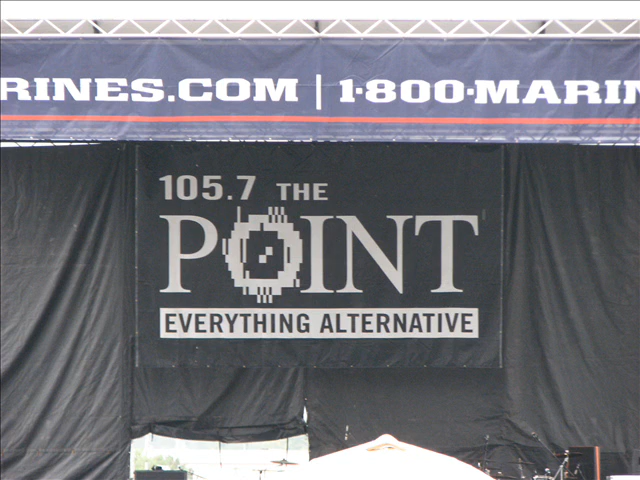 RINES.COM | 1·800·MARIN
105.7 THE
POINT
EVERYTHING ALTERNATIVE